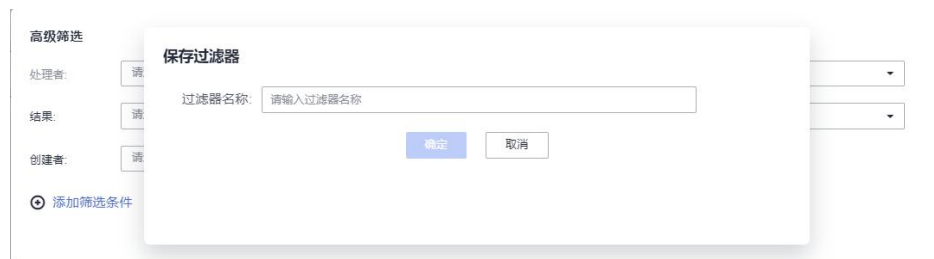 高级筛选
保存过滤器
处理者:
请
过滤器名称:
请输入过滤器名称
结果:
请
确定
取消
创建者:
请
添加筛选条件